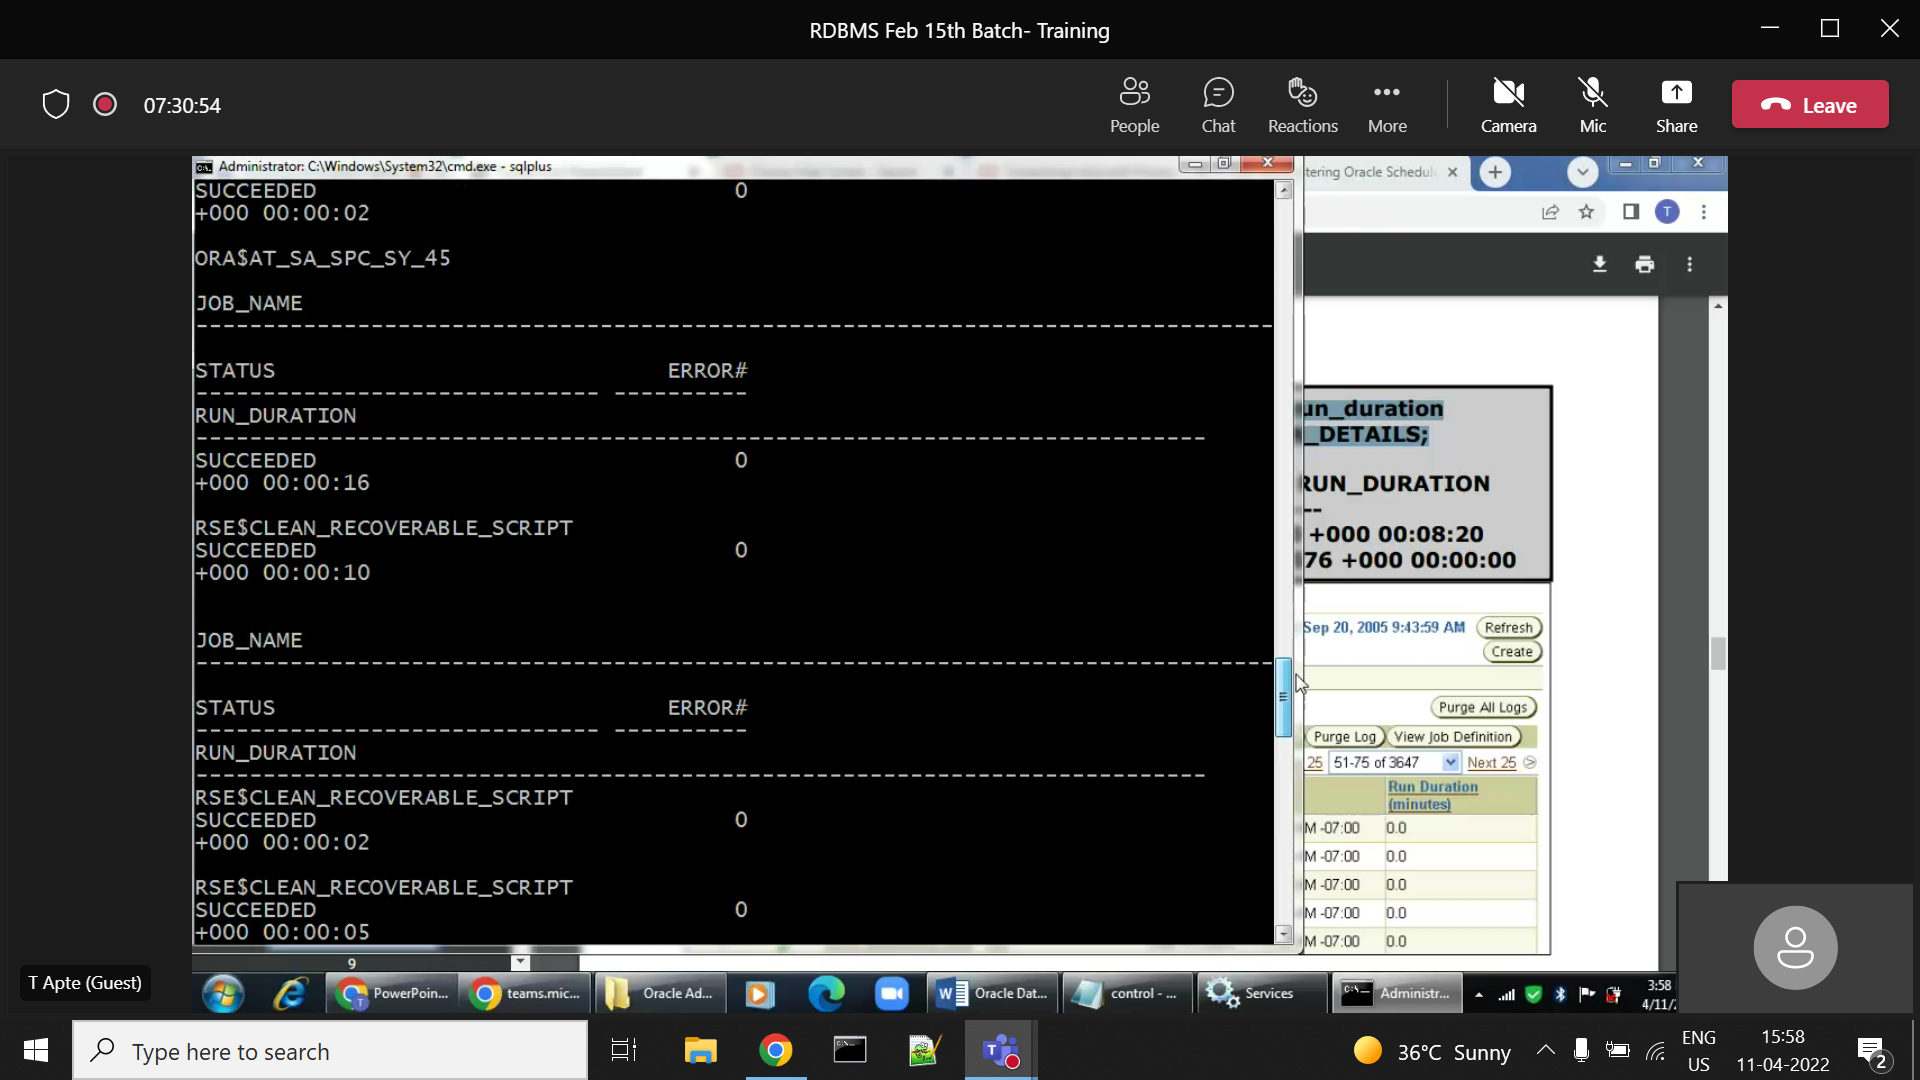 RDBMS Feb 15th Batch- Training
07:30:54
People
Chat
Reactions
More
Camera
Mic
Share
Leave
Administrator: C:\Windows\System32\cmd.exe - sqlplus
tering Oracle Schedul
T
SUCCEEDED 0
+000 00:00:02
ORA$AT_SA_SPC_SY_45
JOB_NAME
--------------------------------------------------------------------------------
STATUS ERROR#
------------------------------ ----------
RUN_DURATION
---------------------------------------------------------------------------
SUCCEEDED 0
+000 00:00:16
RSE$CLEAN_RECOVERABLE_SCRIPT
SUCCEEDED 0
+000 00:00:10
JOB_NAME
--------------------------------------------------------------------------------
STATUS ERROR#
------------------------------ ----------
RUN_DURATION
---------------------------------------------------------------------------
RSE$CLEAN_RECOVERABLE_SCRIPT
SUCCEEDED 0
+000 00:00:02
RSE$CLEAN_RECOVERABLE_SCRIPT
SUCCEEDED 0
+000 00:00:05
un_duration
_DETAILS;
RUN_DURATION
--
+000 00:08:20
76 +000 00:00:00
Sep 20, 2005 9:43:59 AM Refresh
Create
Purge All Logs
Purge Log View Job Definition
25 51-75 of 3647 Next 25
Run Duration
(minutes)
M -07:00 0.0
M -07:00 0.0
M -07:00 0.0
M -07:00 0.0
M -07:00 0.0
9
T Apte (Guest)
PowerPoin...
teams.mic...
Oracle Ad...
Oracle Dat...
control - ...
Services
Administr...
3:58
4/11/
Type here to search
36°C Sunny
ENG
US
15:58
11-04-2022
2